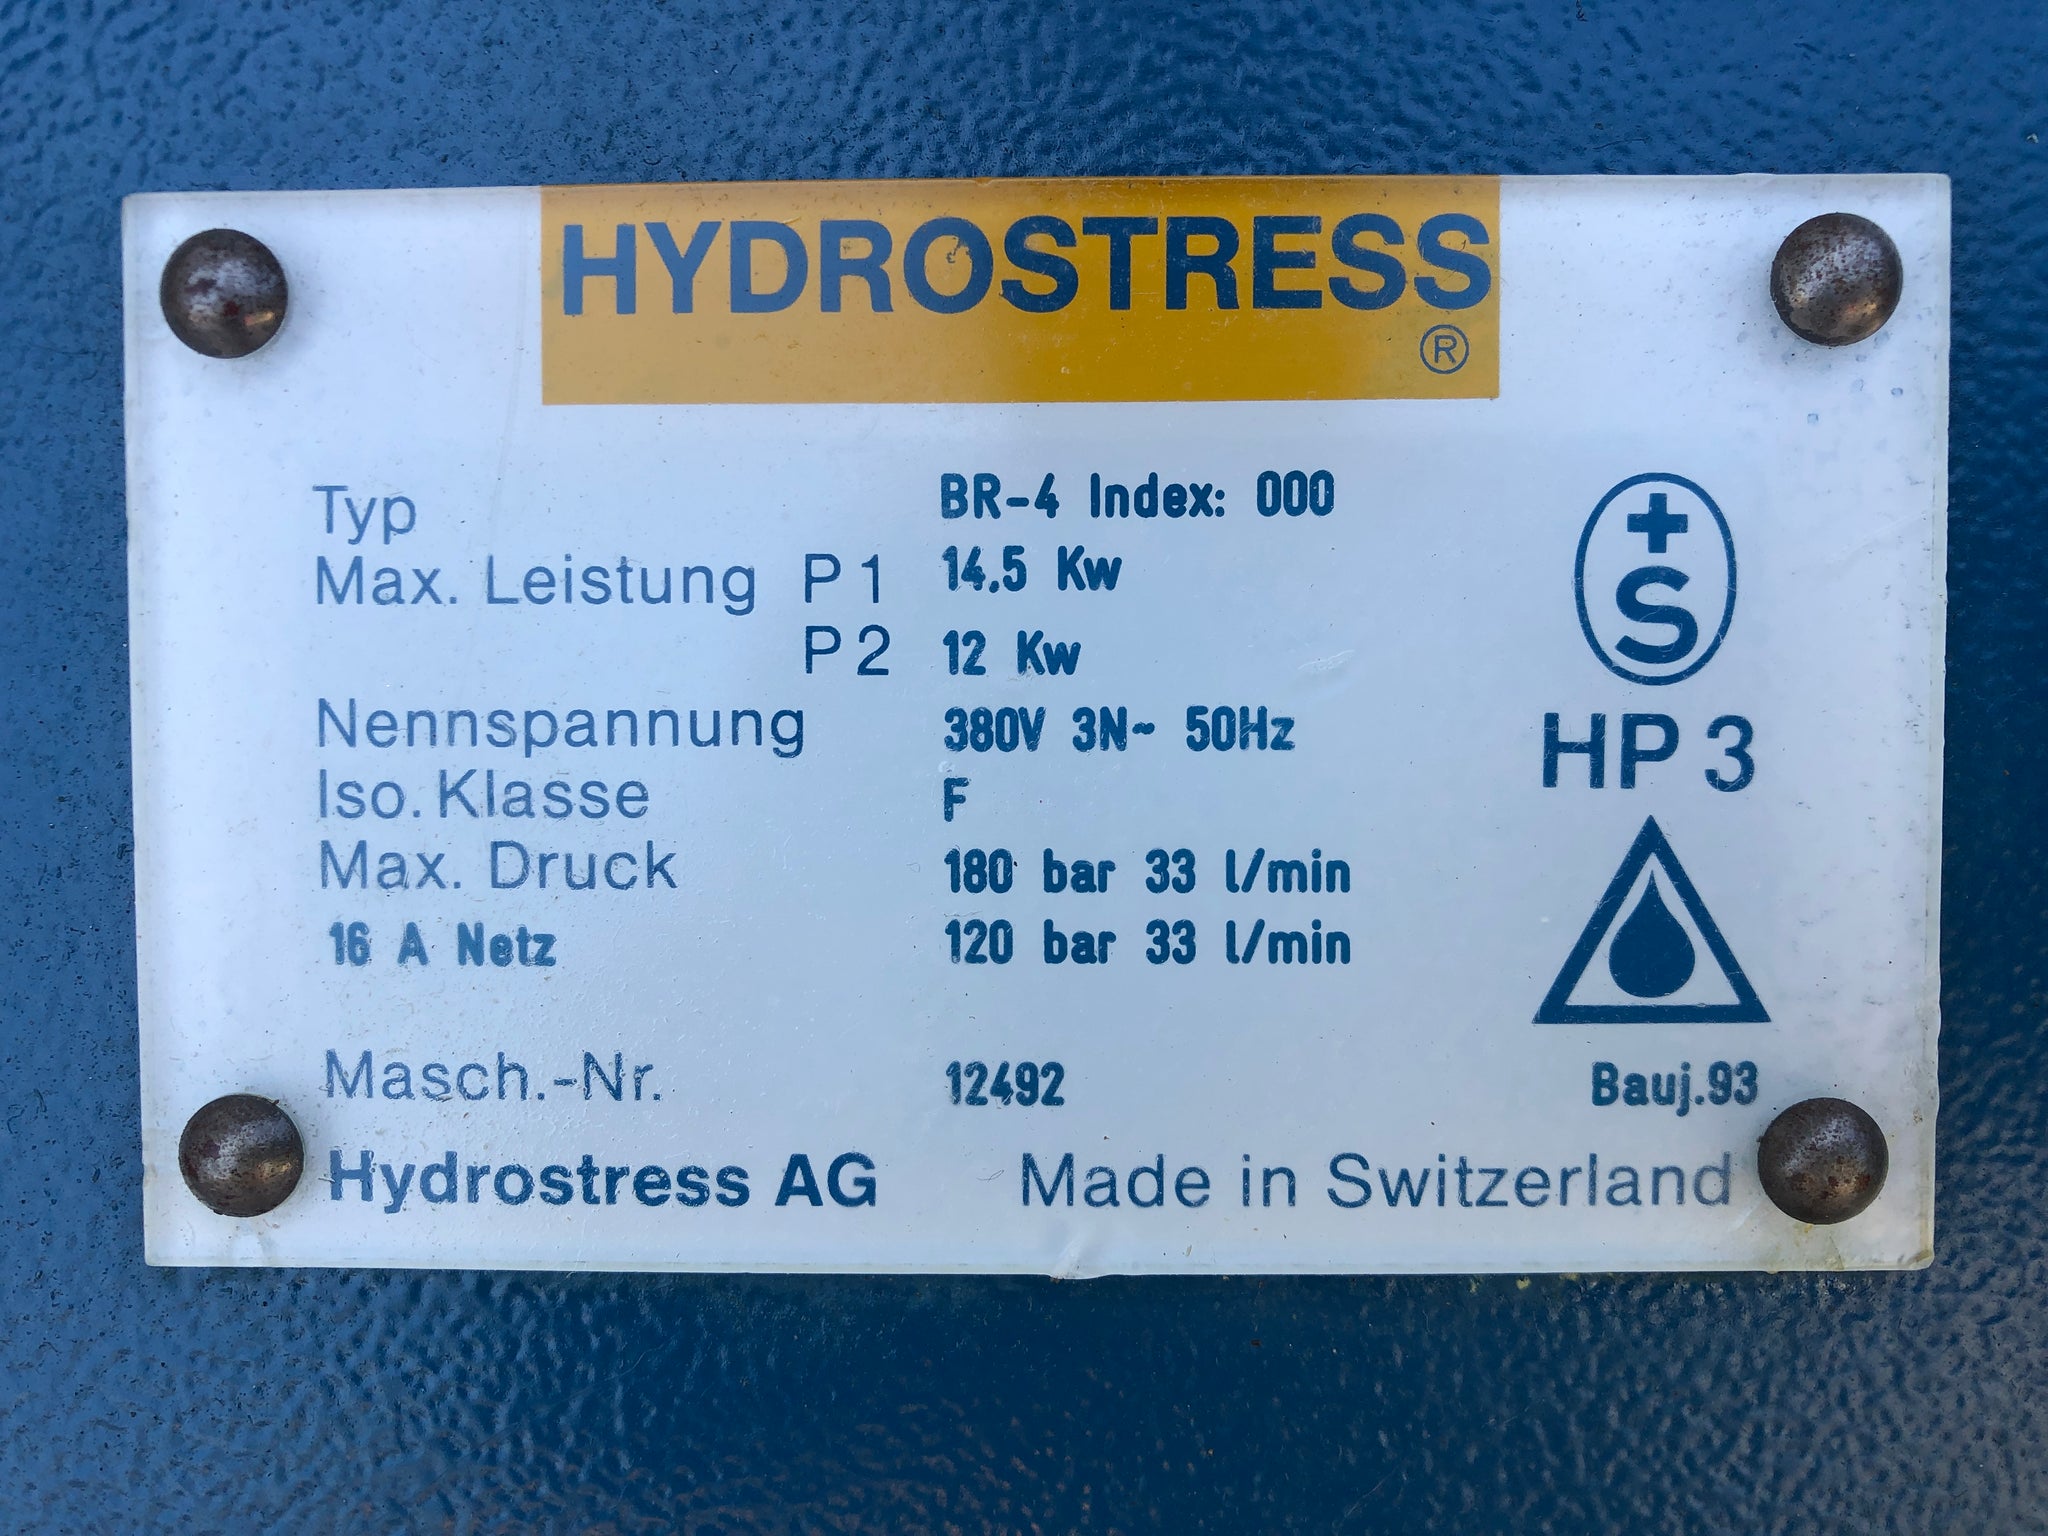 HYDROSTRESS
®
Typ BR-4 Index: 000
Max. Leistung P1 14.5 Kw
P2 12 Kw
Nennspannung 380V 3N~ 50Hz
Iso. Klasse F
Max. Druck 180 bar 33 l/min
16 A Netz 120 bar 33 l/min
Masch.-Nr. 12492
Hydrostress AG Made in Switzerland
+
S
HP 3
Bauj.93